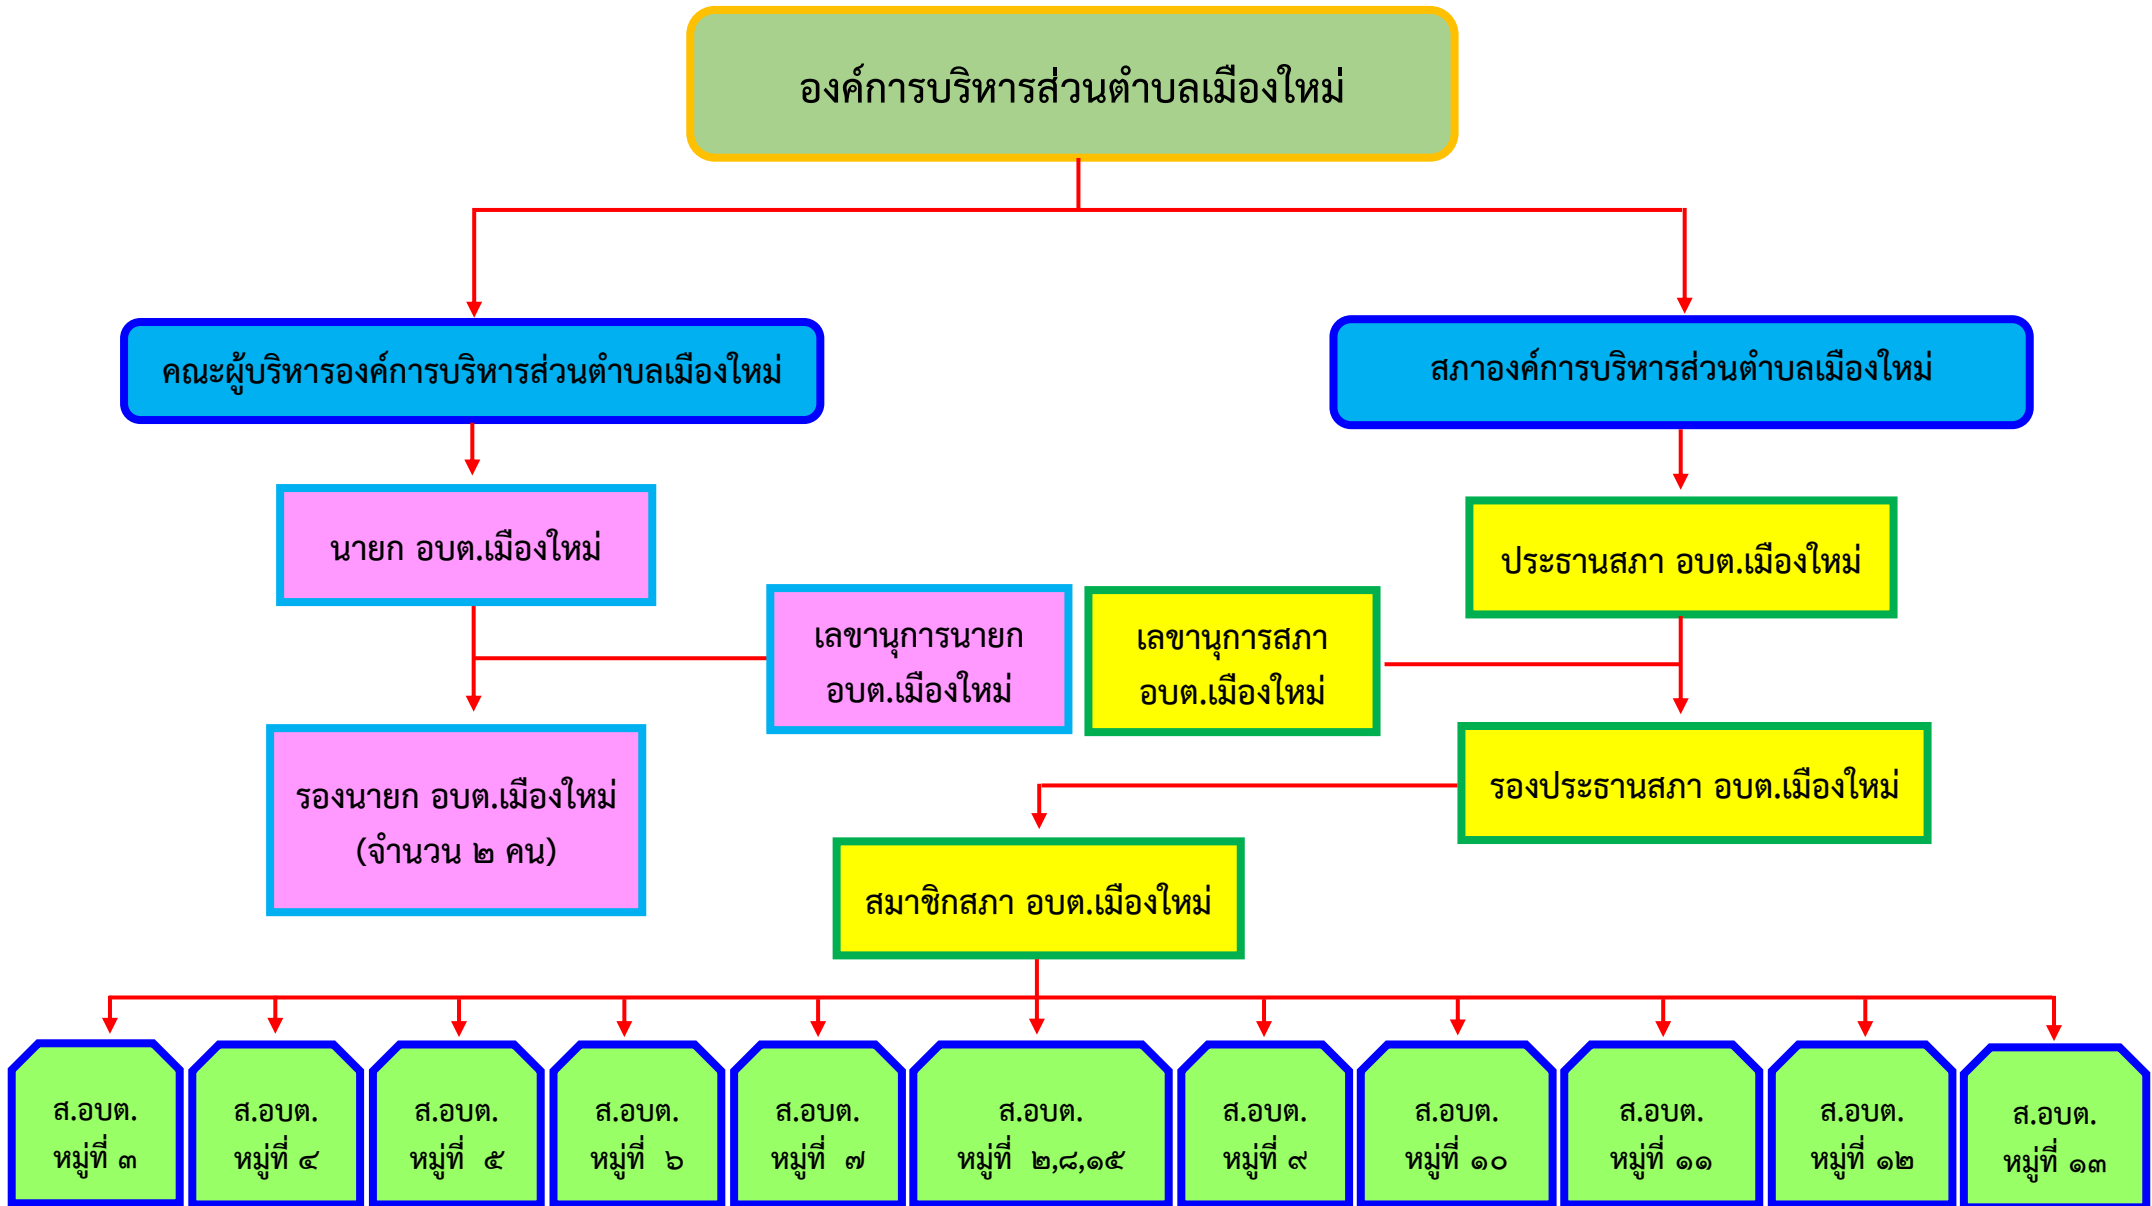 องค์การบริหารส่วนตำบลเมืองใหม่
คณะผู้บริหารองค์การบริหารส่วนตำบลเมืองใหม่
สภาองค์การบริหารส่วนตำบลเมืองใหม่
นายก อบต.เมืองใหม่
ประธานสภา อบต.เมืองใหม่
เลขานุการนายก
อบต.เมืองใหม่
เลขานุการสภา
อบต.เมืองใหม่
รองนายก อบต.เมืองใหม่
(จำนวน ๒ คน)
รองประธานสภา อบต.เมืองใหม่
สมาชิกสภา อบต.เมืองใหม่
ส.อบต.
หมู่ที่ ๓
ส.อบต.
หมู่ที่ ๔
ส.อบต.
หมู่ที่ ๕
ส.อบต.
หมู่ที่ ๖
ส.อบต.
หมู่ที่ ๗
ส.อบต.
หมู่ที่ ๒,๘,๑๕
ส.อบต.
หมู่ที่ ๙
ส.อบต.
หมู่ที่ ๑๐
ส.อบต.
หมู่ที่ ๑๑
ส.อบต.
หมู่ที่ ๑๒
ส.อบต.
หมู่ที่ ๑๓